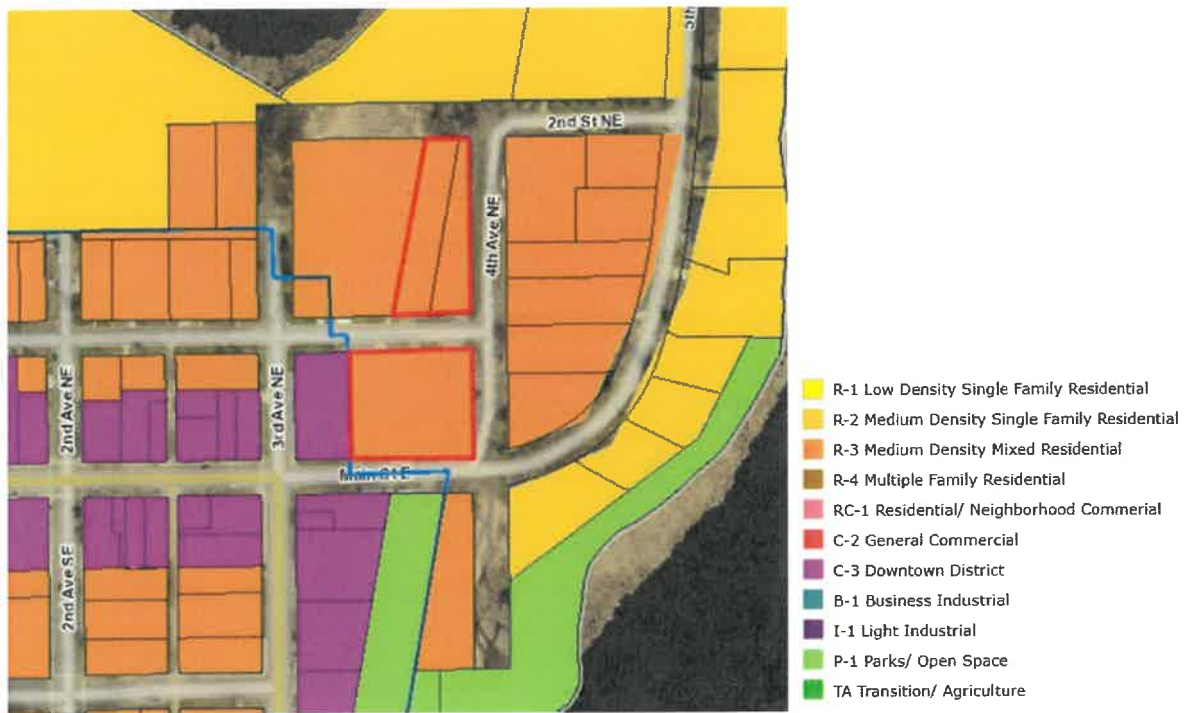 5th
2nd St NE
4th Ave NE
2nd Ave NE
3rd Ave NE
Main St E
2nd Ave SE
R-1 Low Density Single Family Residential
R-2 Medium Density Single Family Residential
R-3 Medium Density Mixed Residential
R-4 Multiple Family Residential
RC-1 Residential/ Neighborhood Commerial
C-2 General Commercial
C-3 Downtown District
B-1 Business Industrial
I-1 Light Industrial
P-1 Parks/ Open Space
TA Transition/ Agriculture